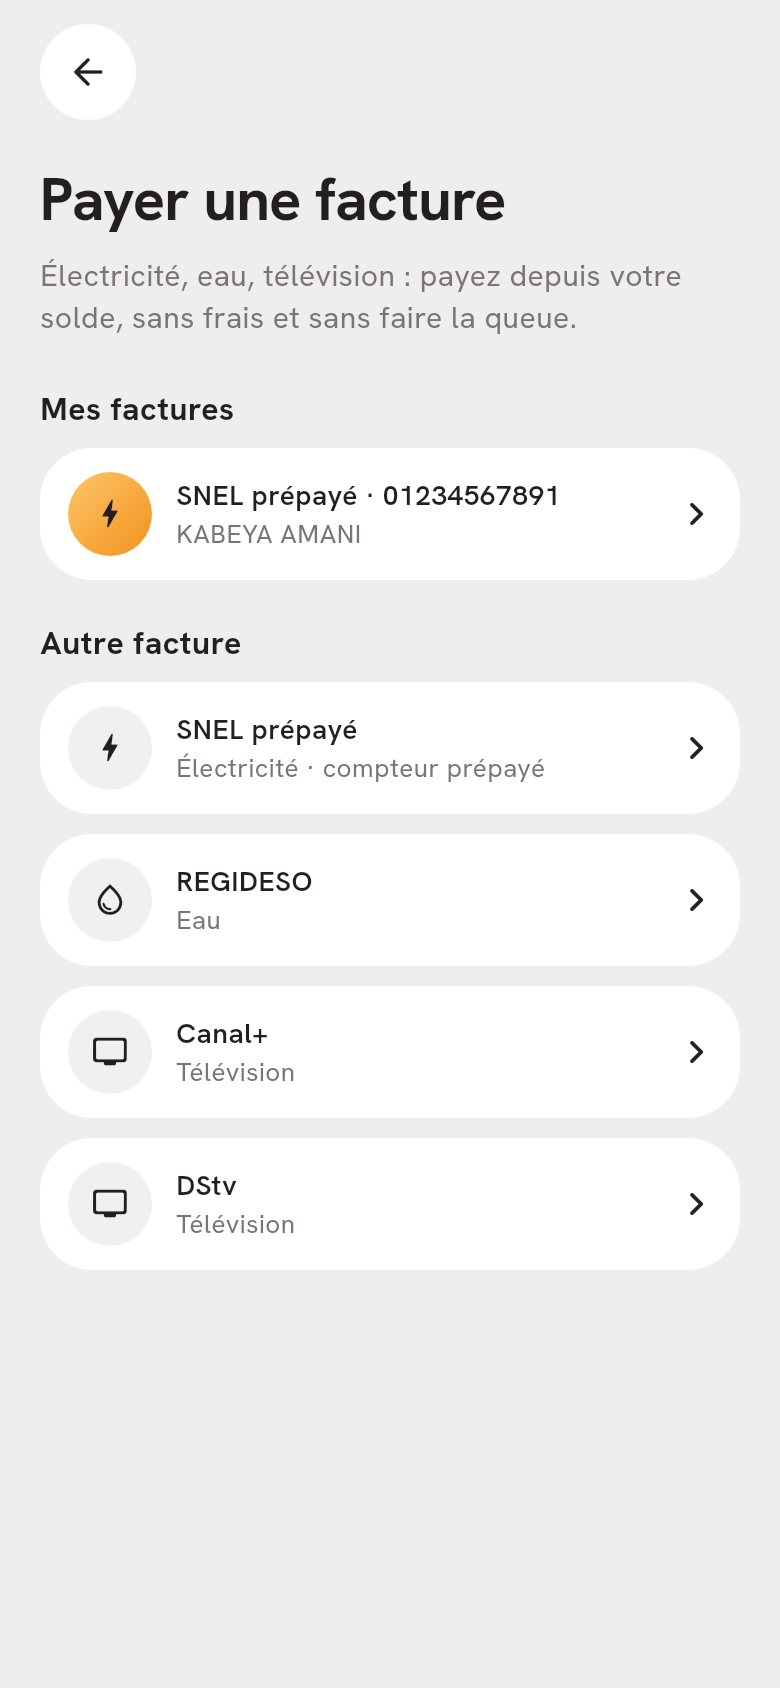 Payer une facture
Électricité, eau, télévision : payez depuis votre
solde, sans frais et sans faire la queue.
Mes factures
SNEL prépayé · 01234567891
KABEYA AMANI
Autre facture
SNEL prépayé
Électricité · compteur prépayé
REGIDESO
Eau
Canal+
Télévision
DStv
Télévision